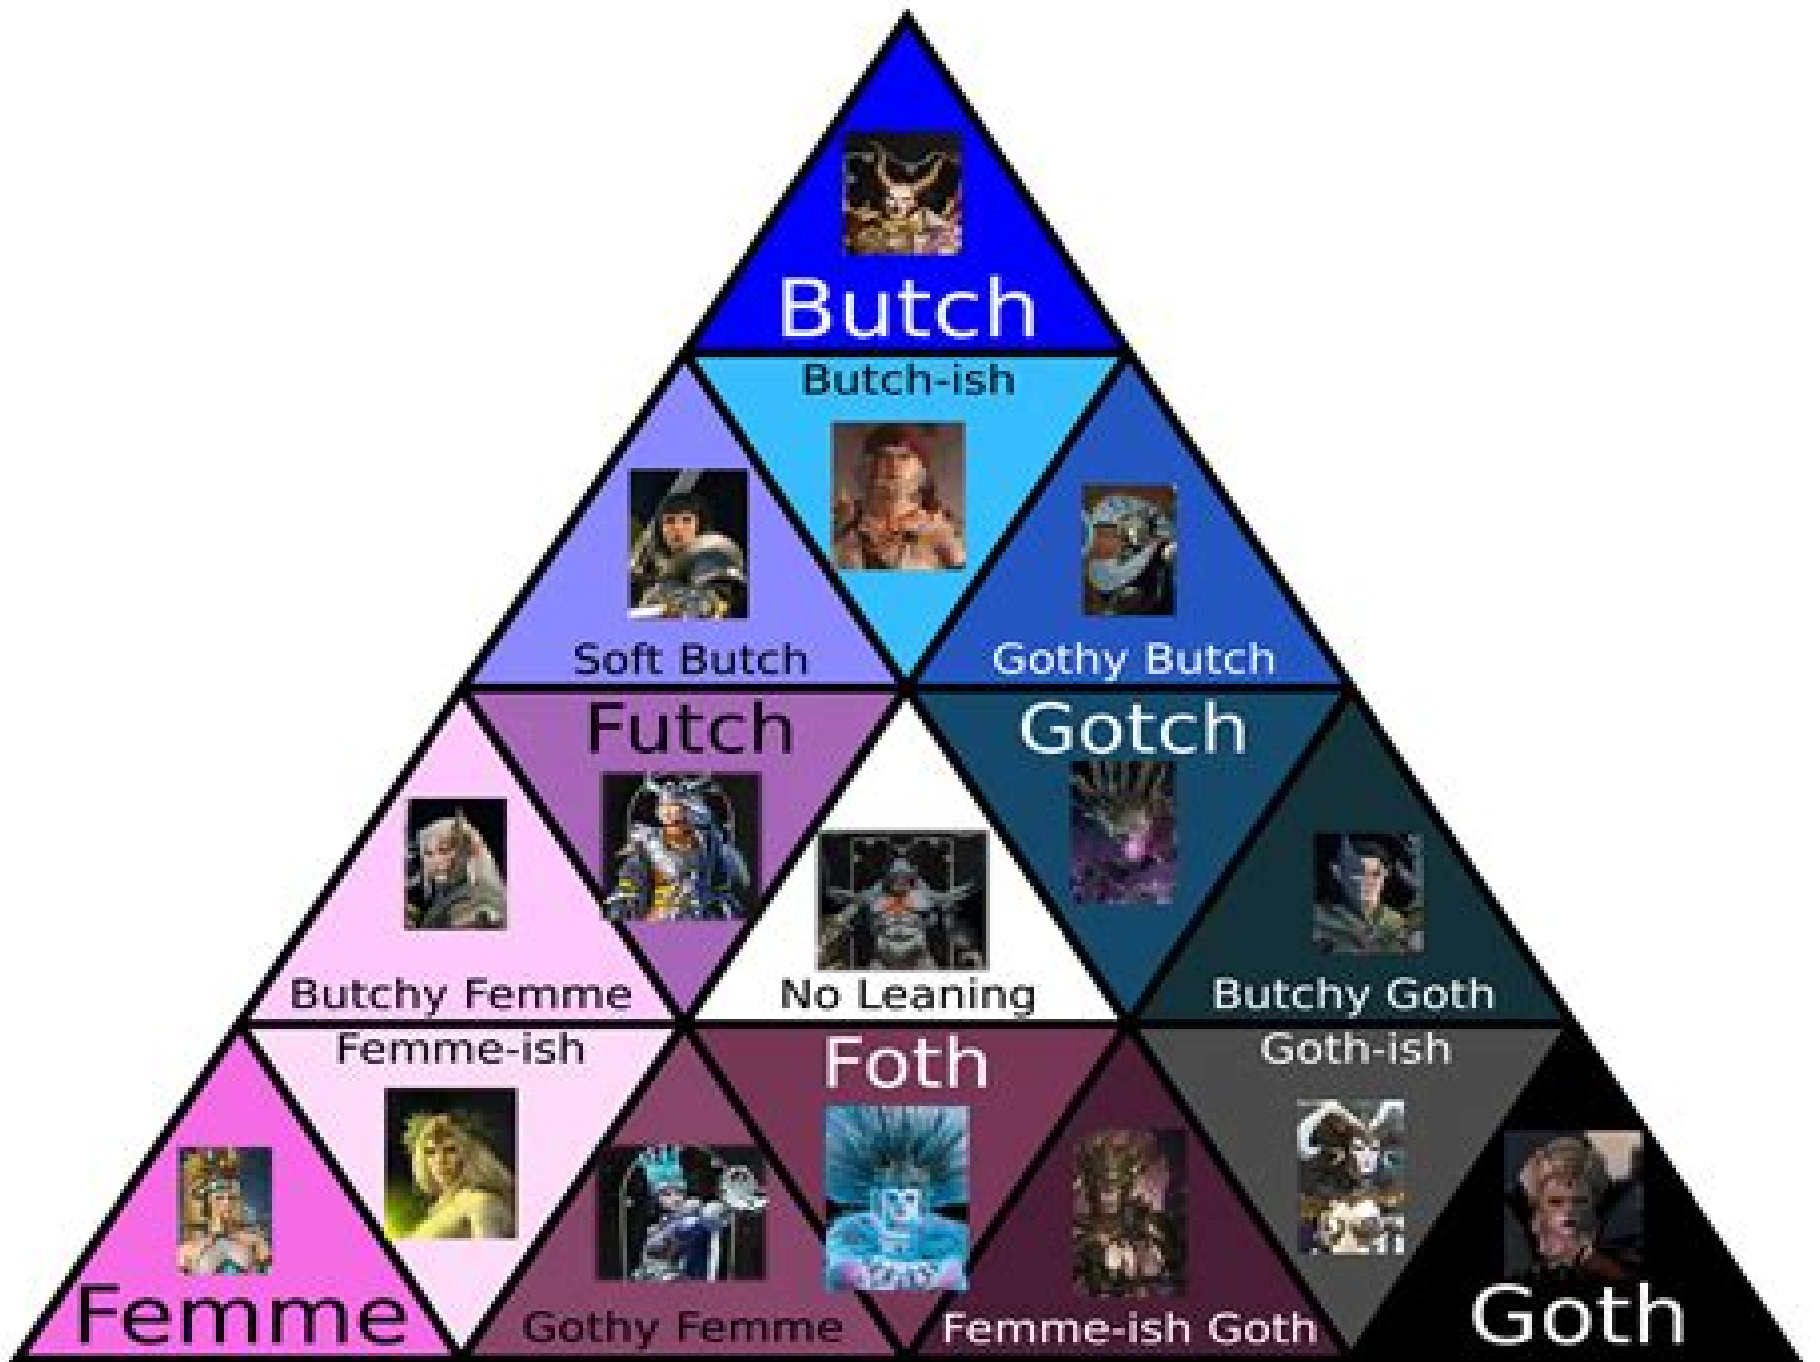 Butch
Butch-ish
Soft Butch
Gothy Butch
Futch
Gotch
Butchy Femme
No Leaning
Butchy Goth
Femme-ish
Foth
Goth-ish
Femme
Gothy Femme
Femme-ish Goth
Goth